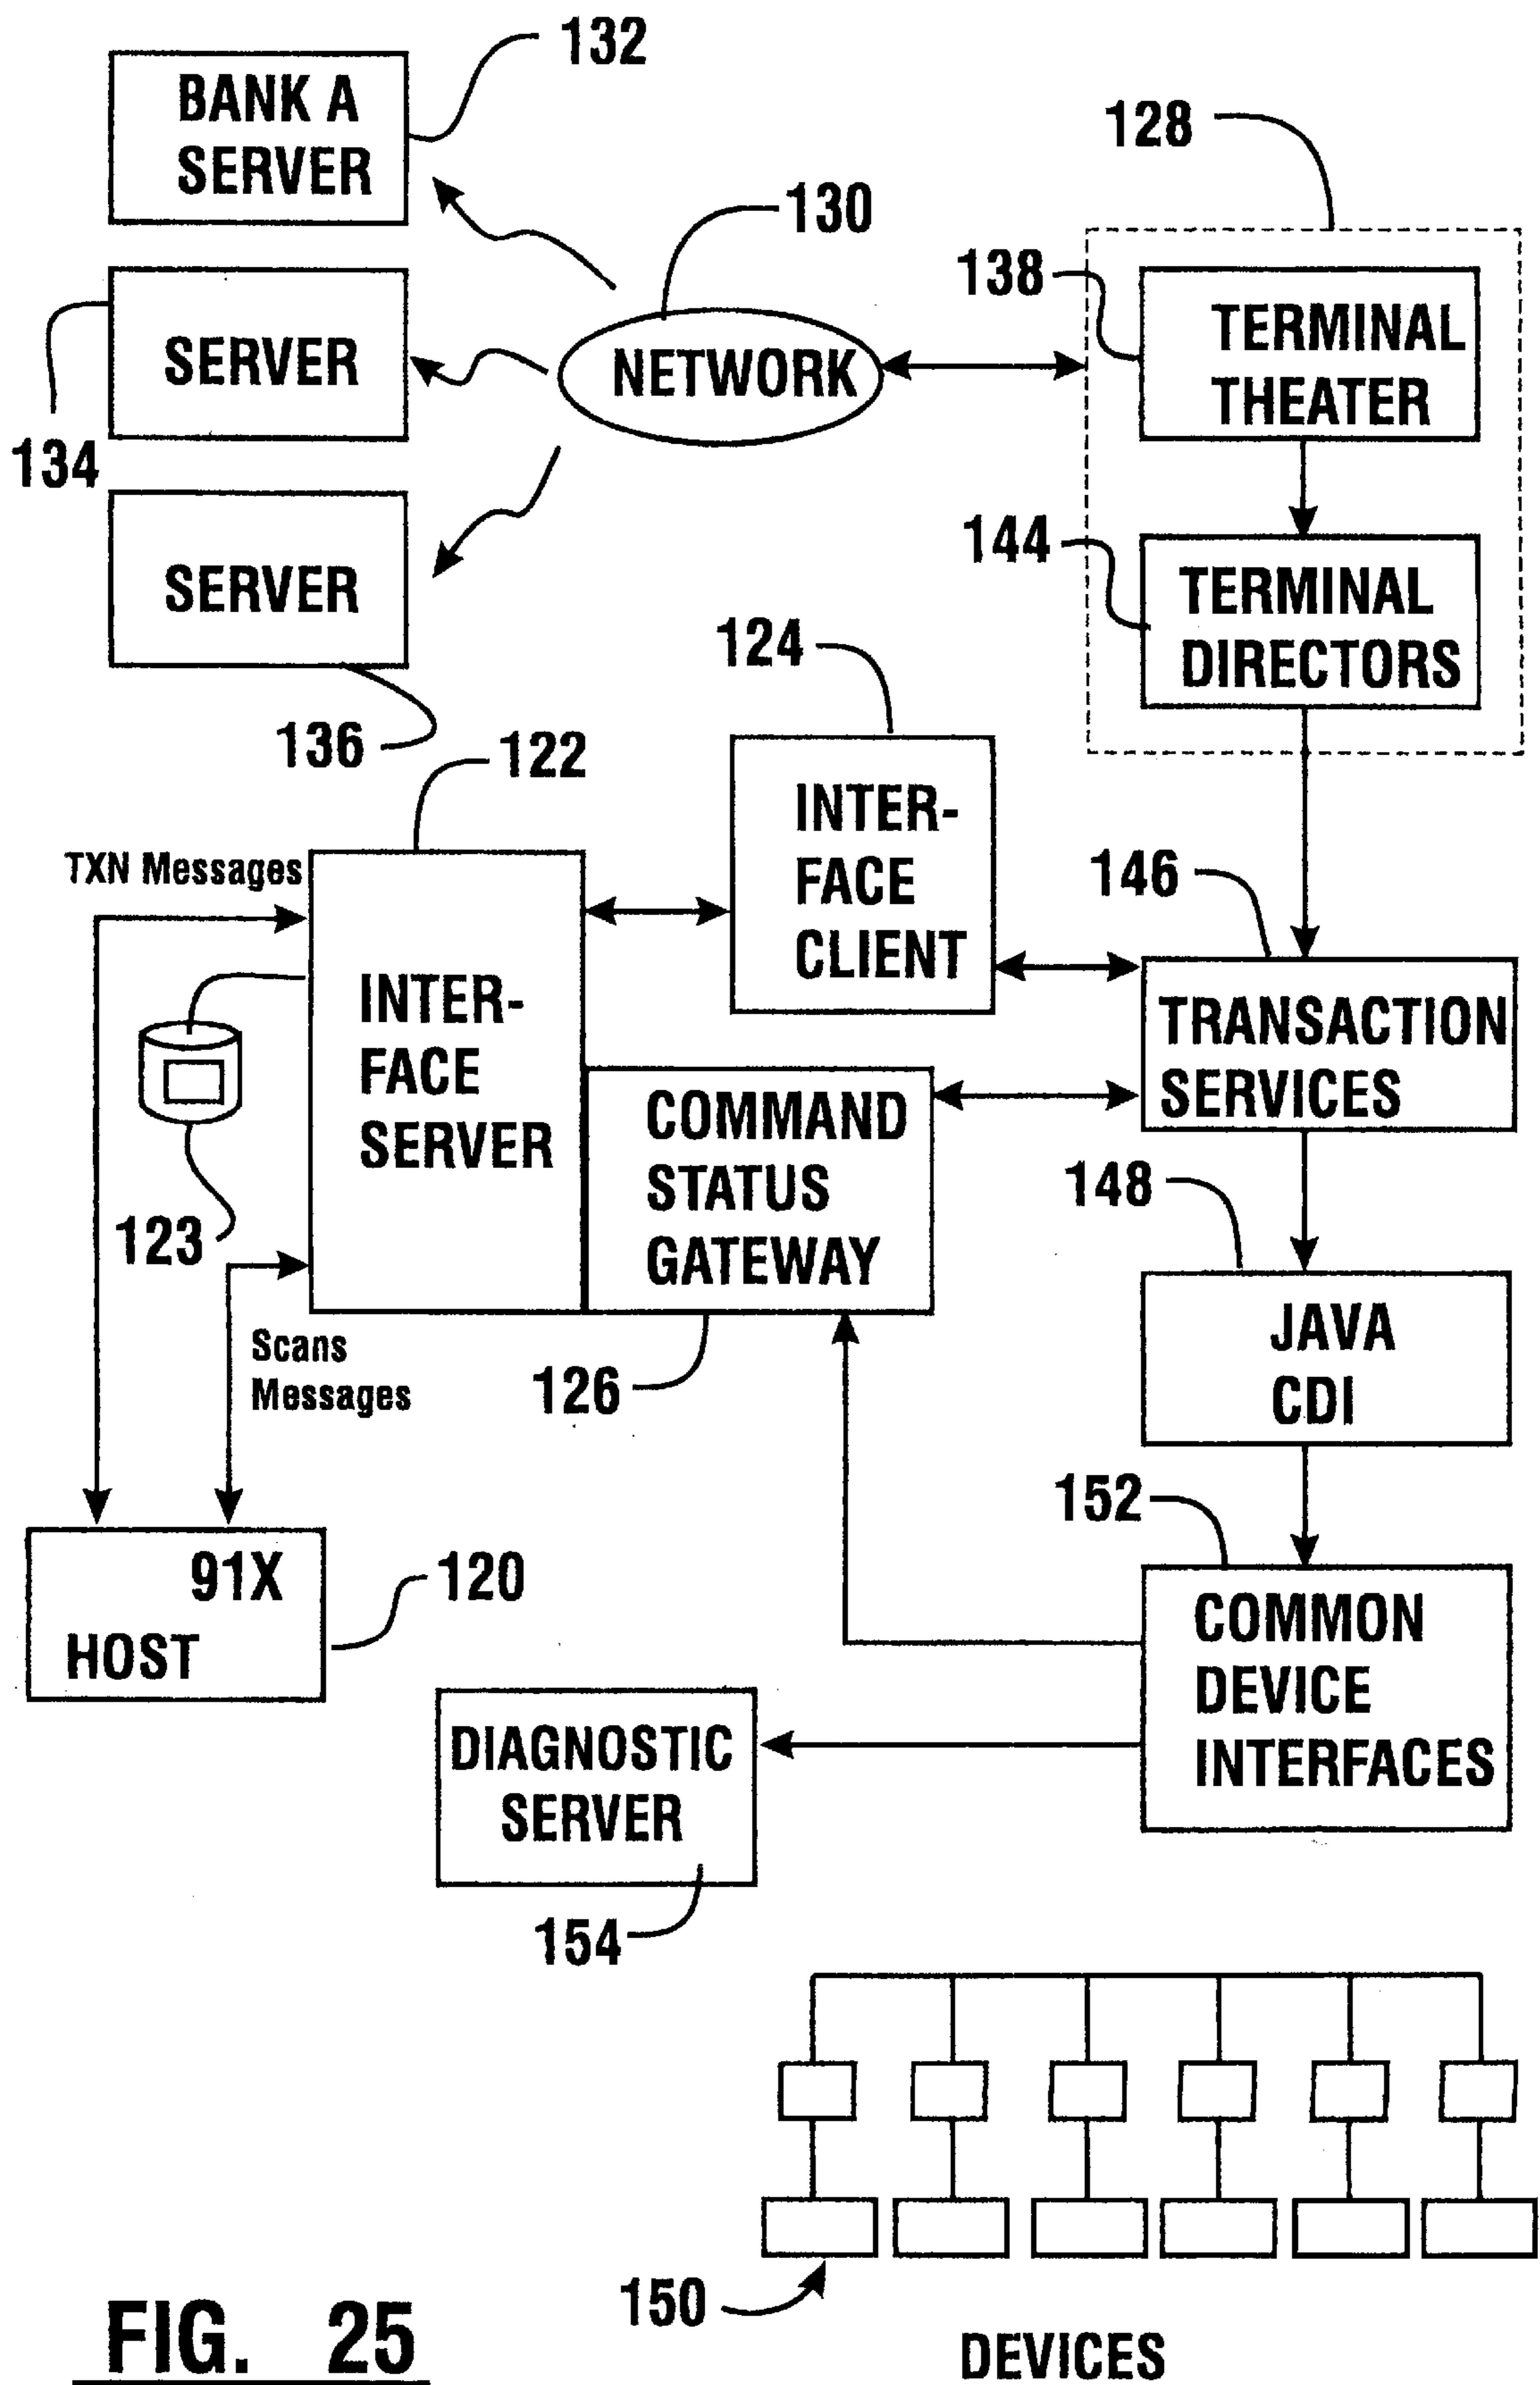 132
BANK A
SERVER
128
130
138
TERMINAL
THEATER
SERVER
NETWORK
134
144
TERMINAL
DIRECTORS
SERVER
124
136
122
INTER-
FACE
CLIENT
TXN Messages
146
INTER-
FACE
SERVER
TRANSACTION
SERVICES
COMMAND
STATUS
GATEWAY
123
148
Scans
Messages
126
JAVA
CDI
152
91X
HOST
120
COMMON
DEVICE
INTERFACES
DIAGNOSTIC
SERVER
154
150
DEVICES
FIG. 25